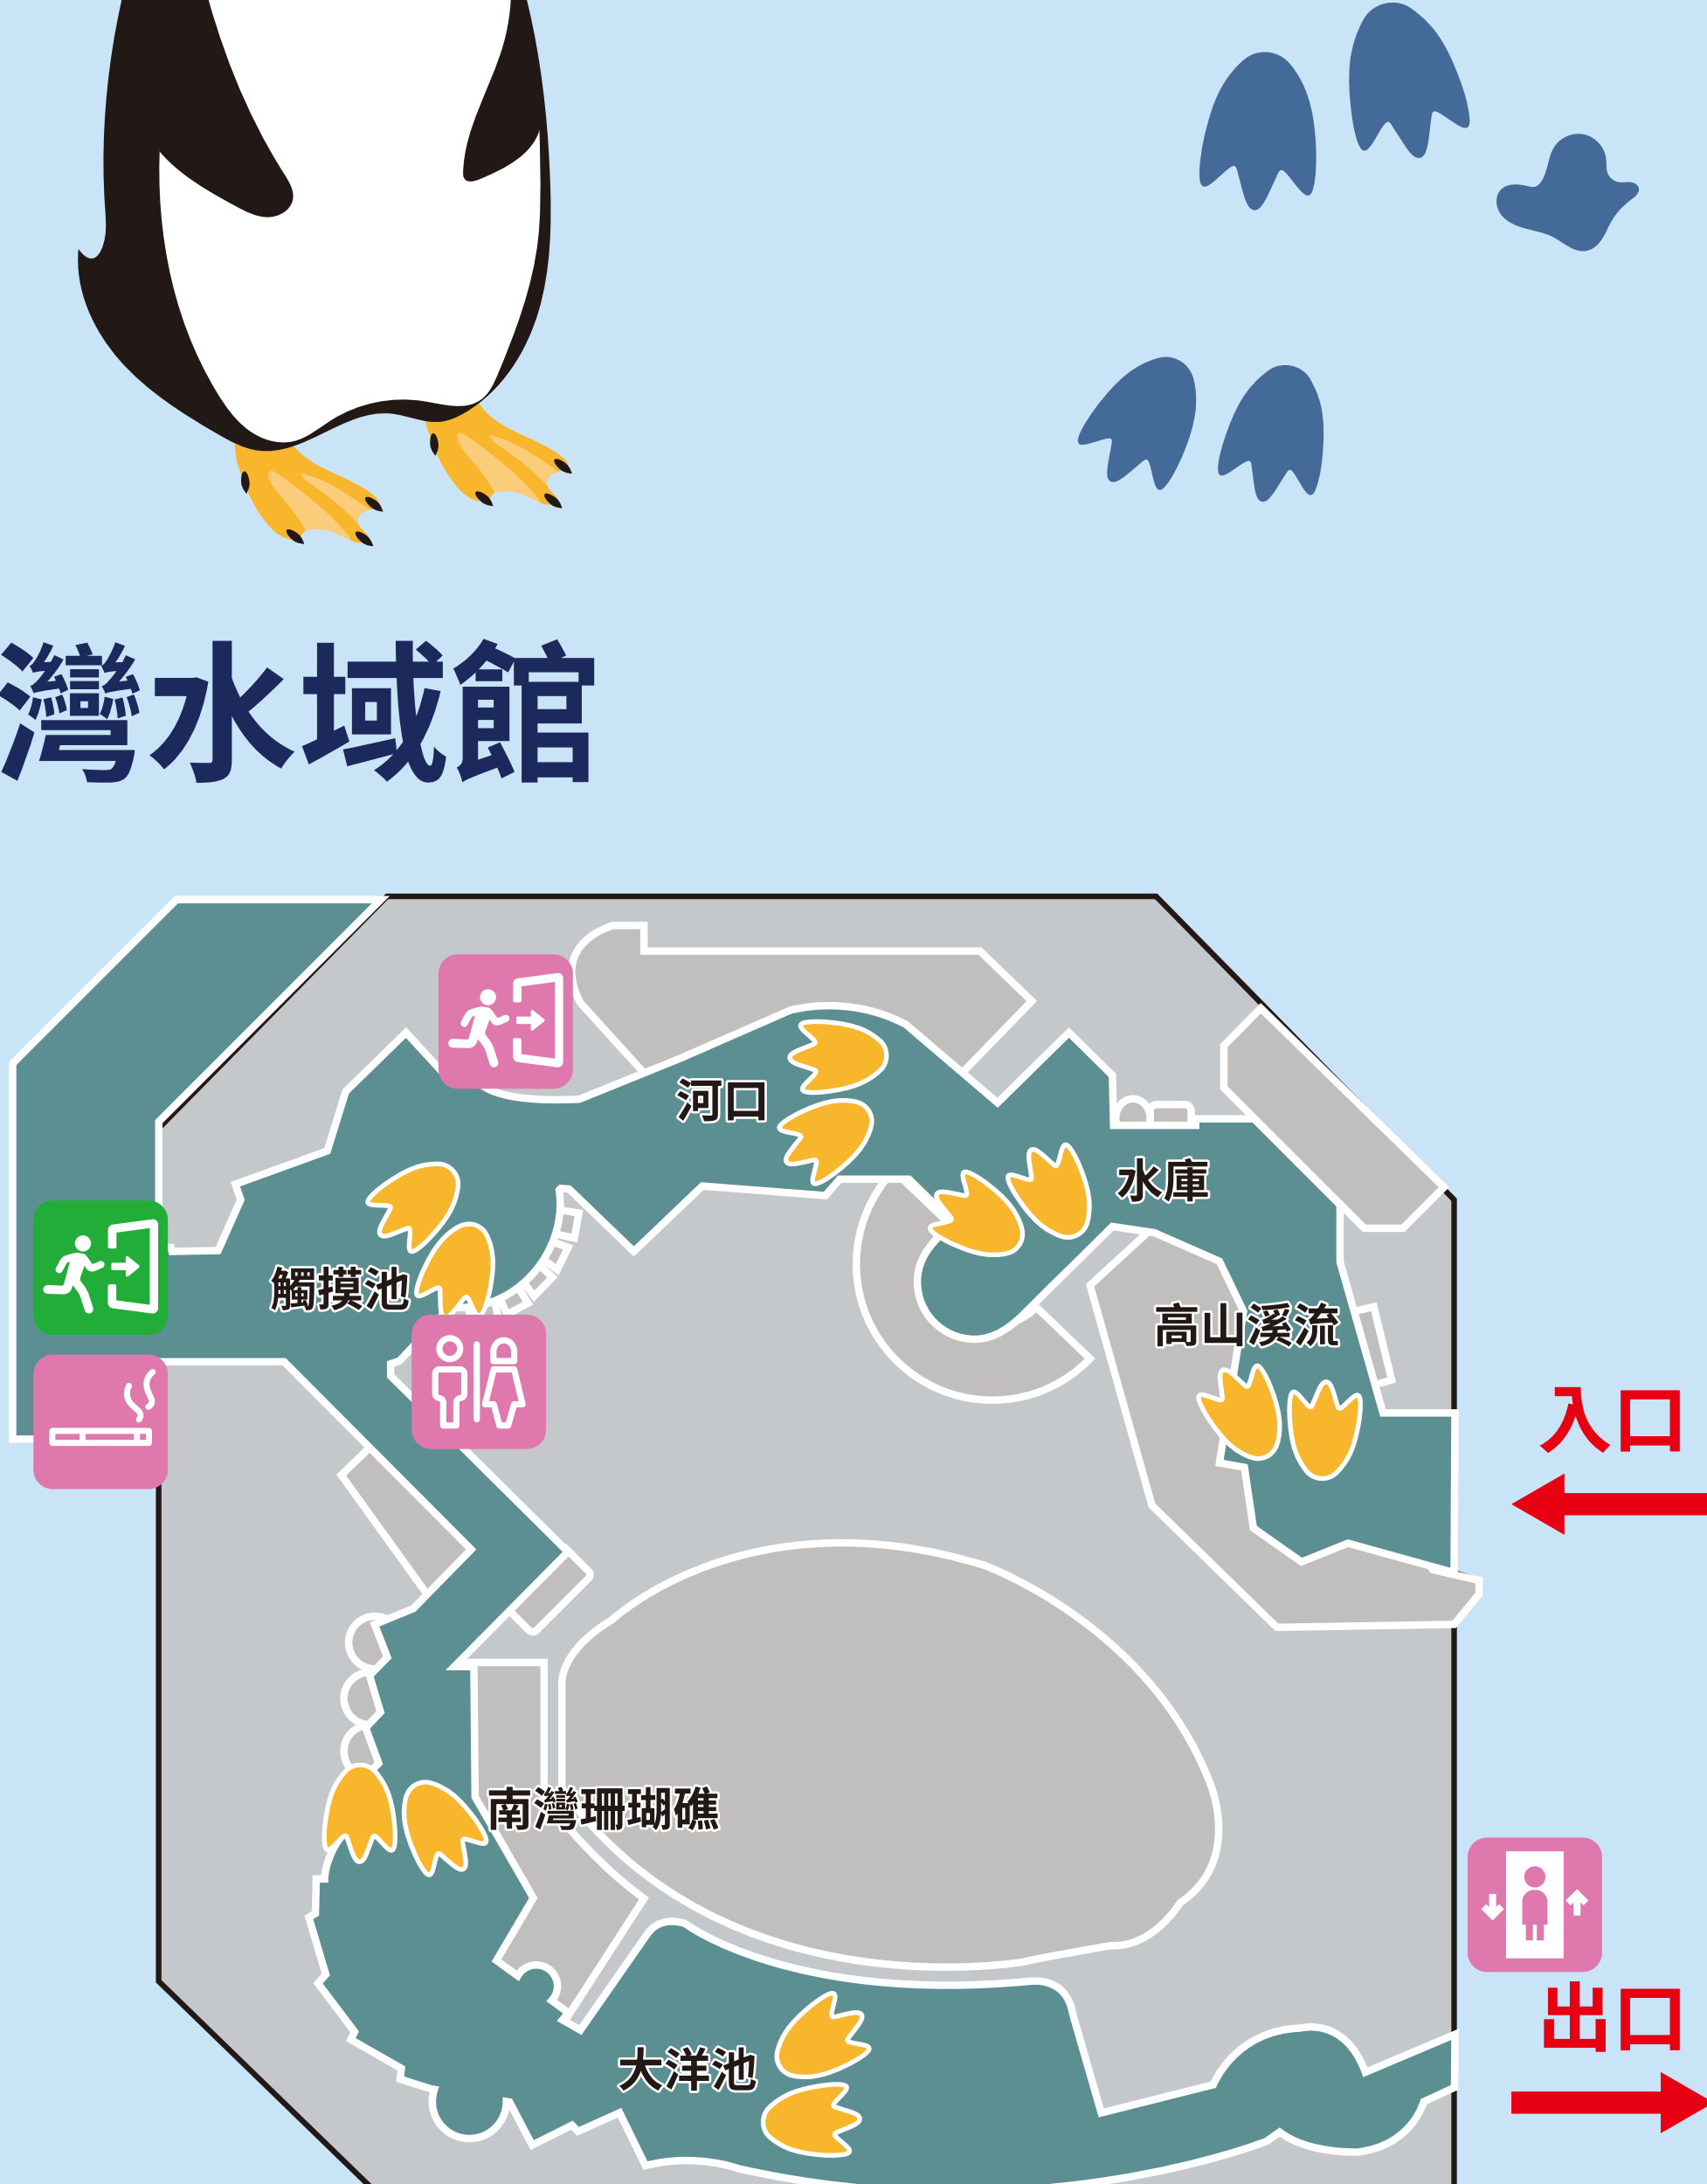 灣水域館
河口
水庫
觸摸池
高山溪流
入口
南灣珊瑚礁
出口
大洋池